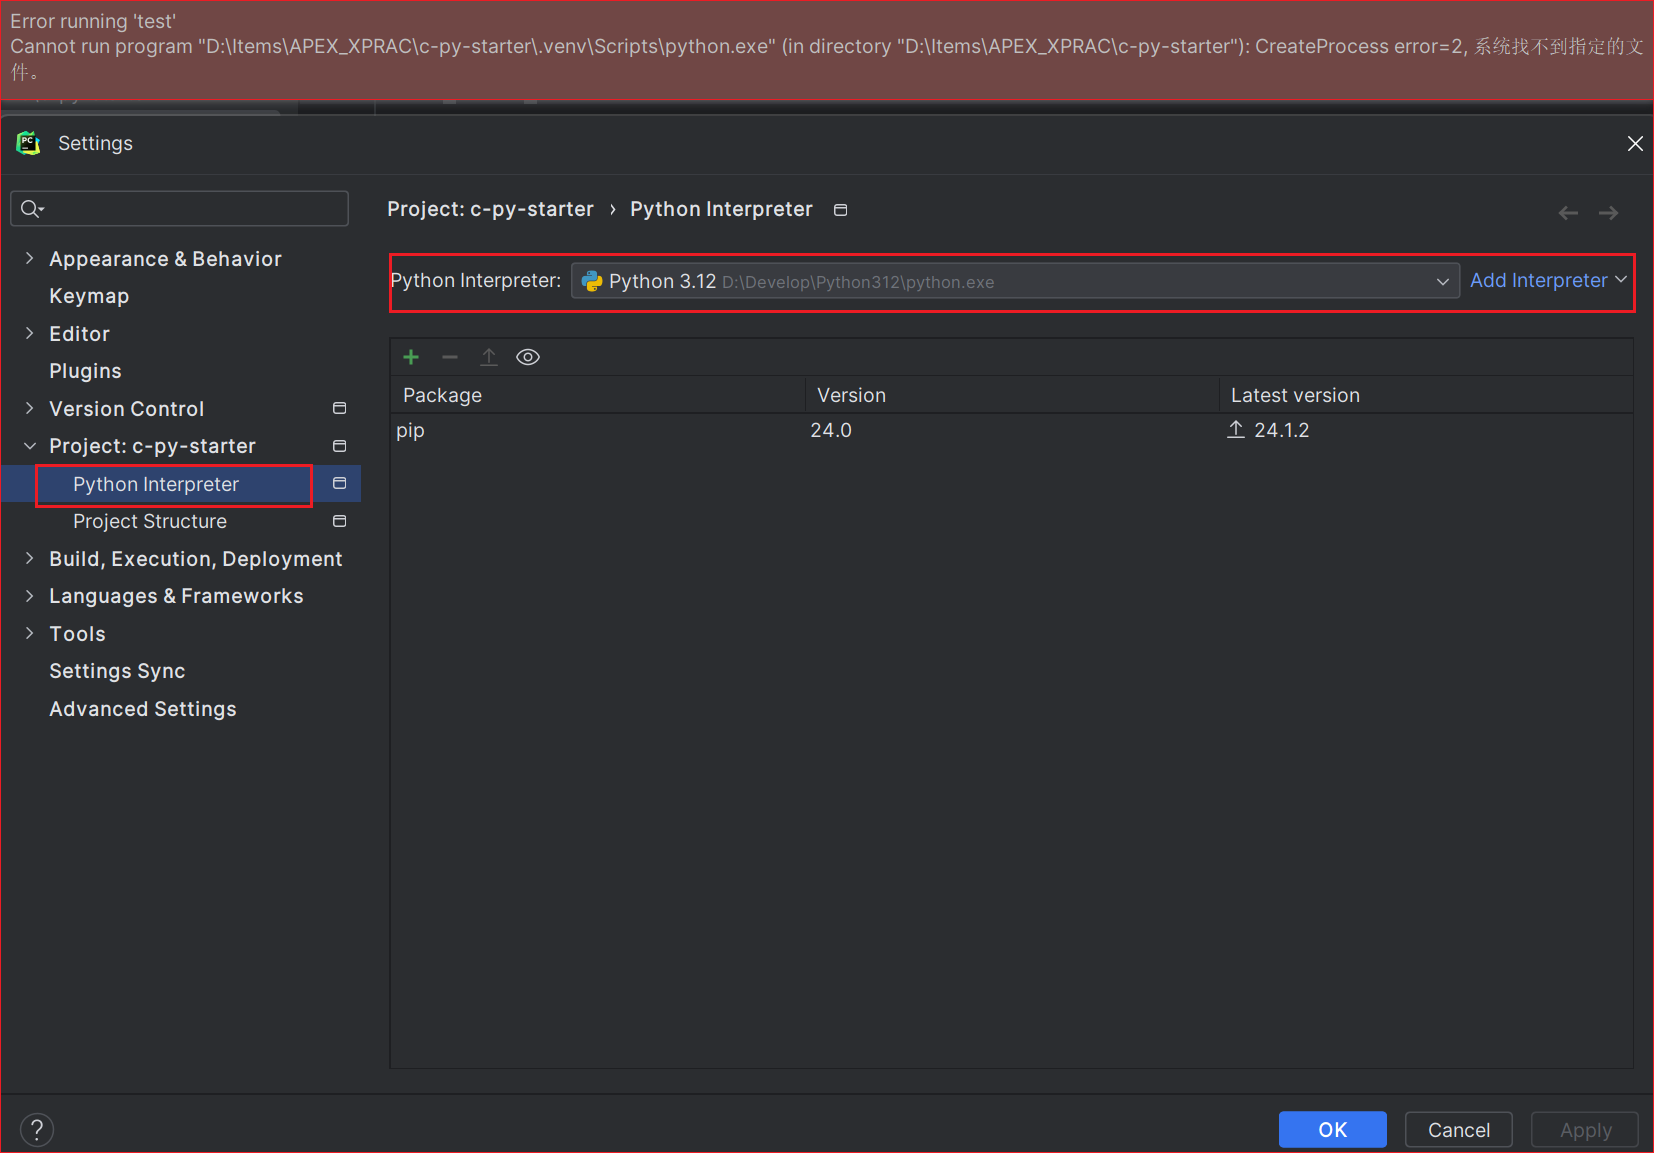 Error running 'test'
Cannot run program "D:\Items\APEX_XPRAC\c-py-starter\.venv\Scripts\python.exe" (in directory "D:\Items\APEX_XPRAC\c-py-starter"): CreateProcess error=2, 系统找不到指定的文
件。
PC
Settings
Project: c-py-starter › Python Interpreter
Appearance & Behavior
Keymap
Editor
Plugins
Version Control
Project: c-py-starter
Python Interpreter
Project Structure
Build, Execution, Deployment
Languages & Frameworks
Tools
Settings Sync
Advanced Settings
Python Interpreter: Python 3.12 D:\Develop\Python312\python.exe Add Interpreter
Package Version Latest version
pip 24.0 24.1.2
? OK Cancel Apply